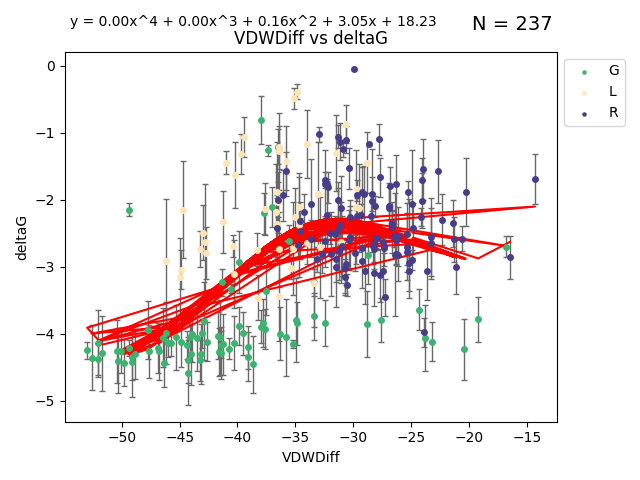 y = 0.00x^4 + 0.00x^3 + 0.16x^2 + 3.05x + 18.23
N = 237
VDWDiff vs deltaG
G
L
R
0
−1
−2
−3
−4
−5
deltaG
−50
−45
−40
−35
−30
−25
−20
−15
VDWDiff